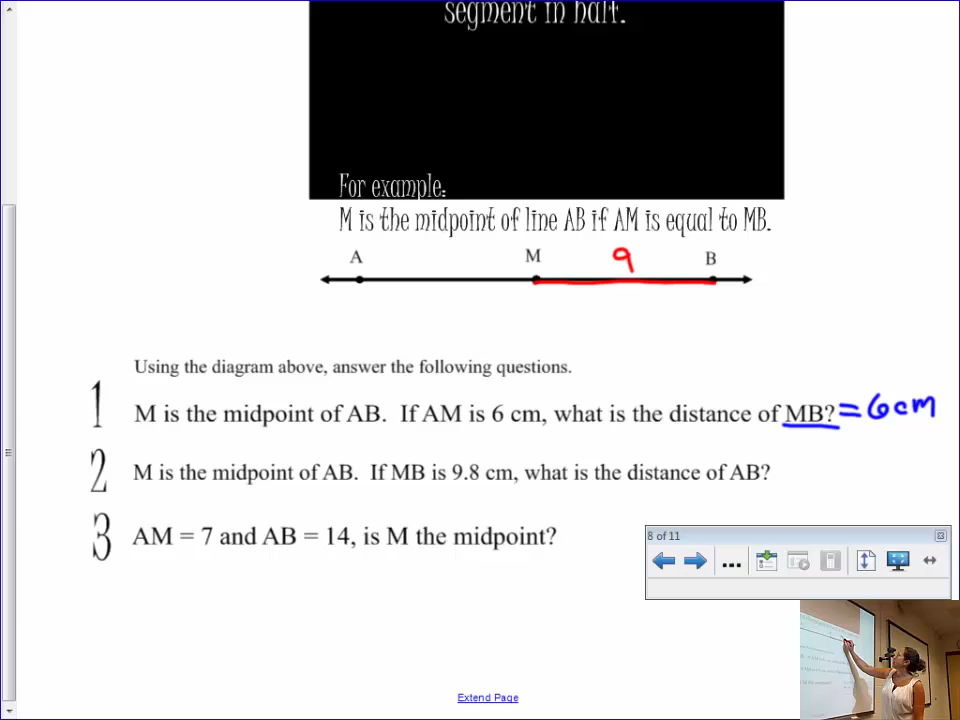 segment in half.
For example:
M is the midpoint of line AB if AM is equal to MB.
A M B
9
Using the diagram above, answer the following questions.
1 M is the midpoint of AB. If AM is 6 cm, what is the distance of MB? = 6cm
2 M is the midpoint of AB. If MB is 9.8 cm, what is the distance of AB?
3 AM = 7 and AB = 14, is M the midpoint?
8 of 11
...
Extend Page